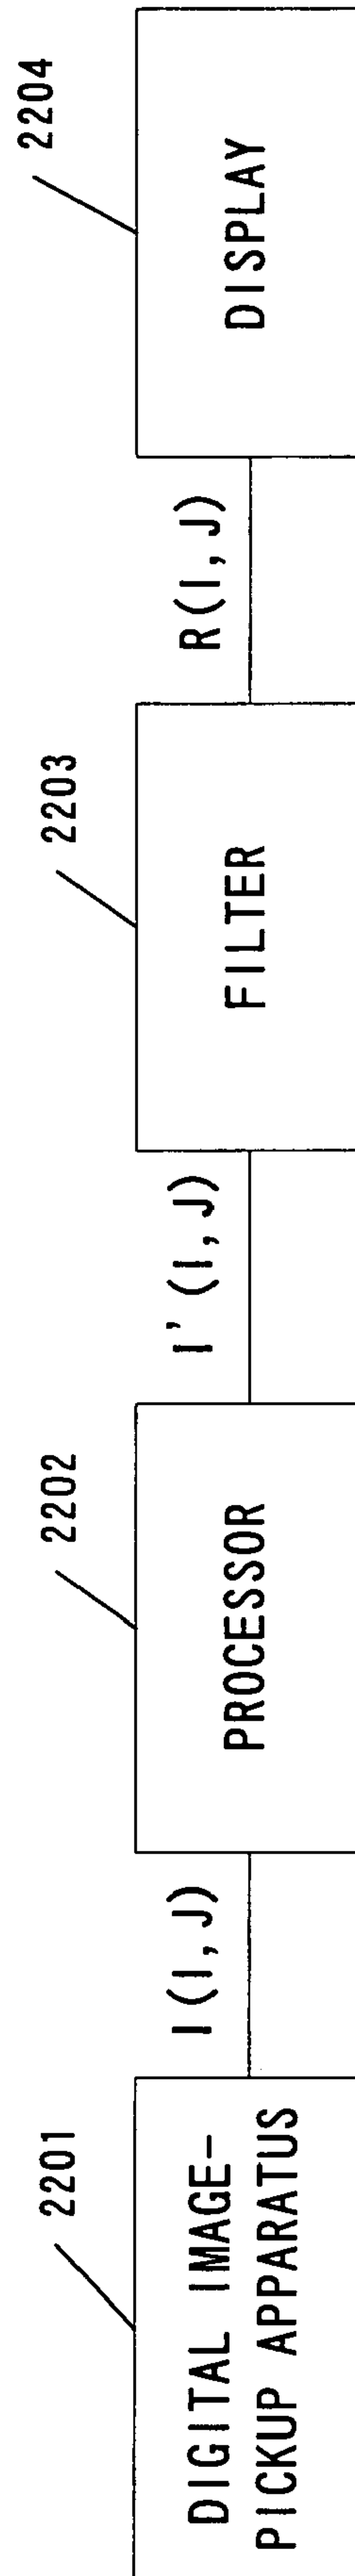 2201
DIGITAL IMAGE-
PICKUP APPARATUS
I(I,J)
2202
PROCESSOR
I'(I,J)
2203
FILTER
R(I,J)
2204
DISPLAY